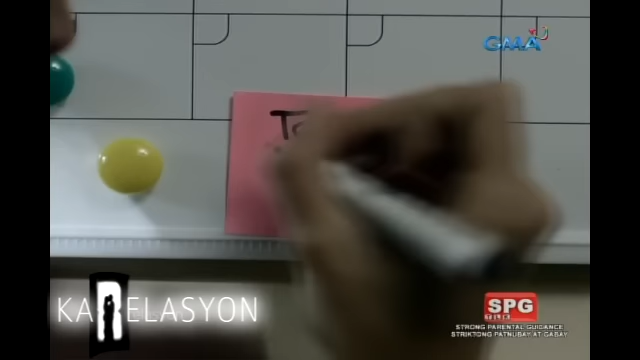 GMA
T
KARELASYON
SPG
STRONG PARENTAL GUIDANCE
STRIKTONG PATNUBAY AT GABAY